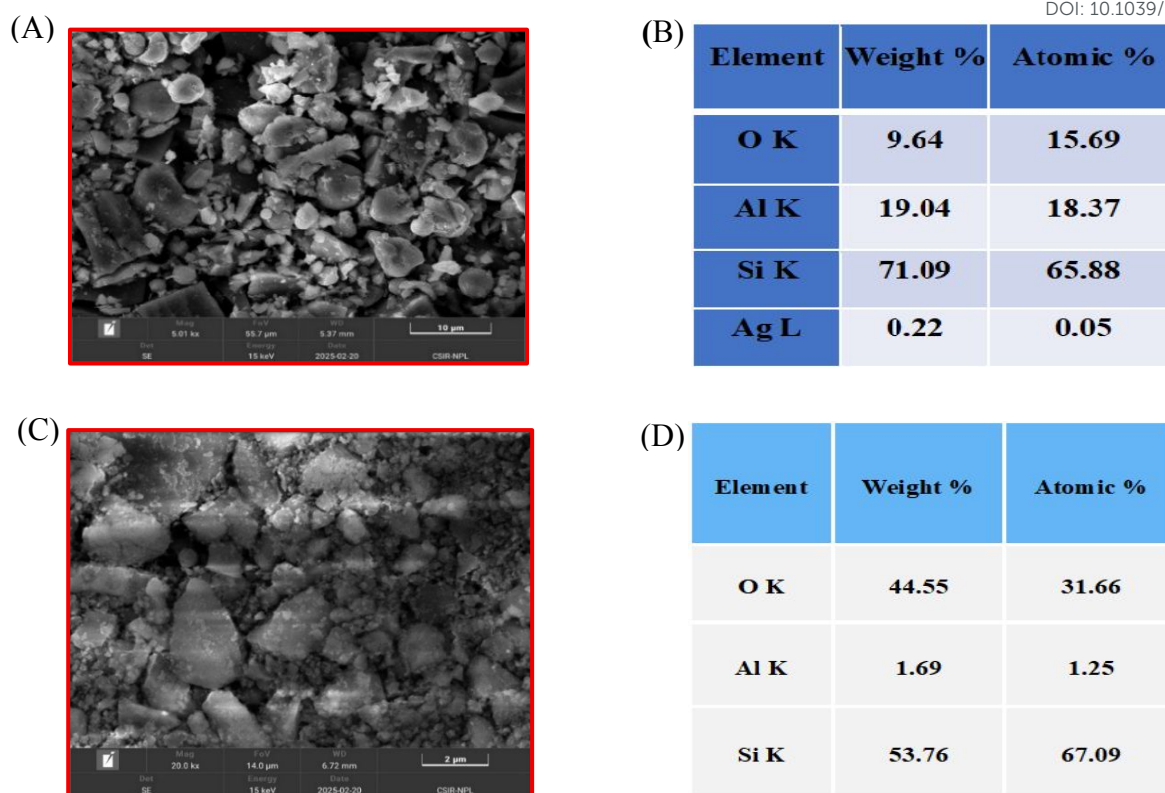 DOI: 10.1039/
(A)
Mag FoV WD
5.01 kx 55.7 µm 5.37 mm 10 µm
Det Energy Date
SE 15 keV 2025-02-20 CSIR-NPL
(B)
Element Weight % Atomic %
O K 9.64 15.69
Al K 19.04 18.37
Si K 71.09 65.88
Ag L 0.22 0.05
(C)
Mag FoV WD
20.0 kx 14.0 µm 6.72 mm 2 µm
Det Energy Date
SE 15 keV 2025-02-20 CSIR-NPL
(D)
Element Weight % Atomic %
O K 44.55 31.66
Al K 1.69 1.25
Si K 53.76 67.09